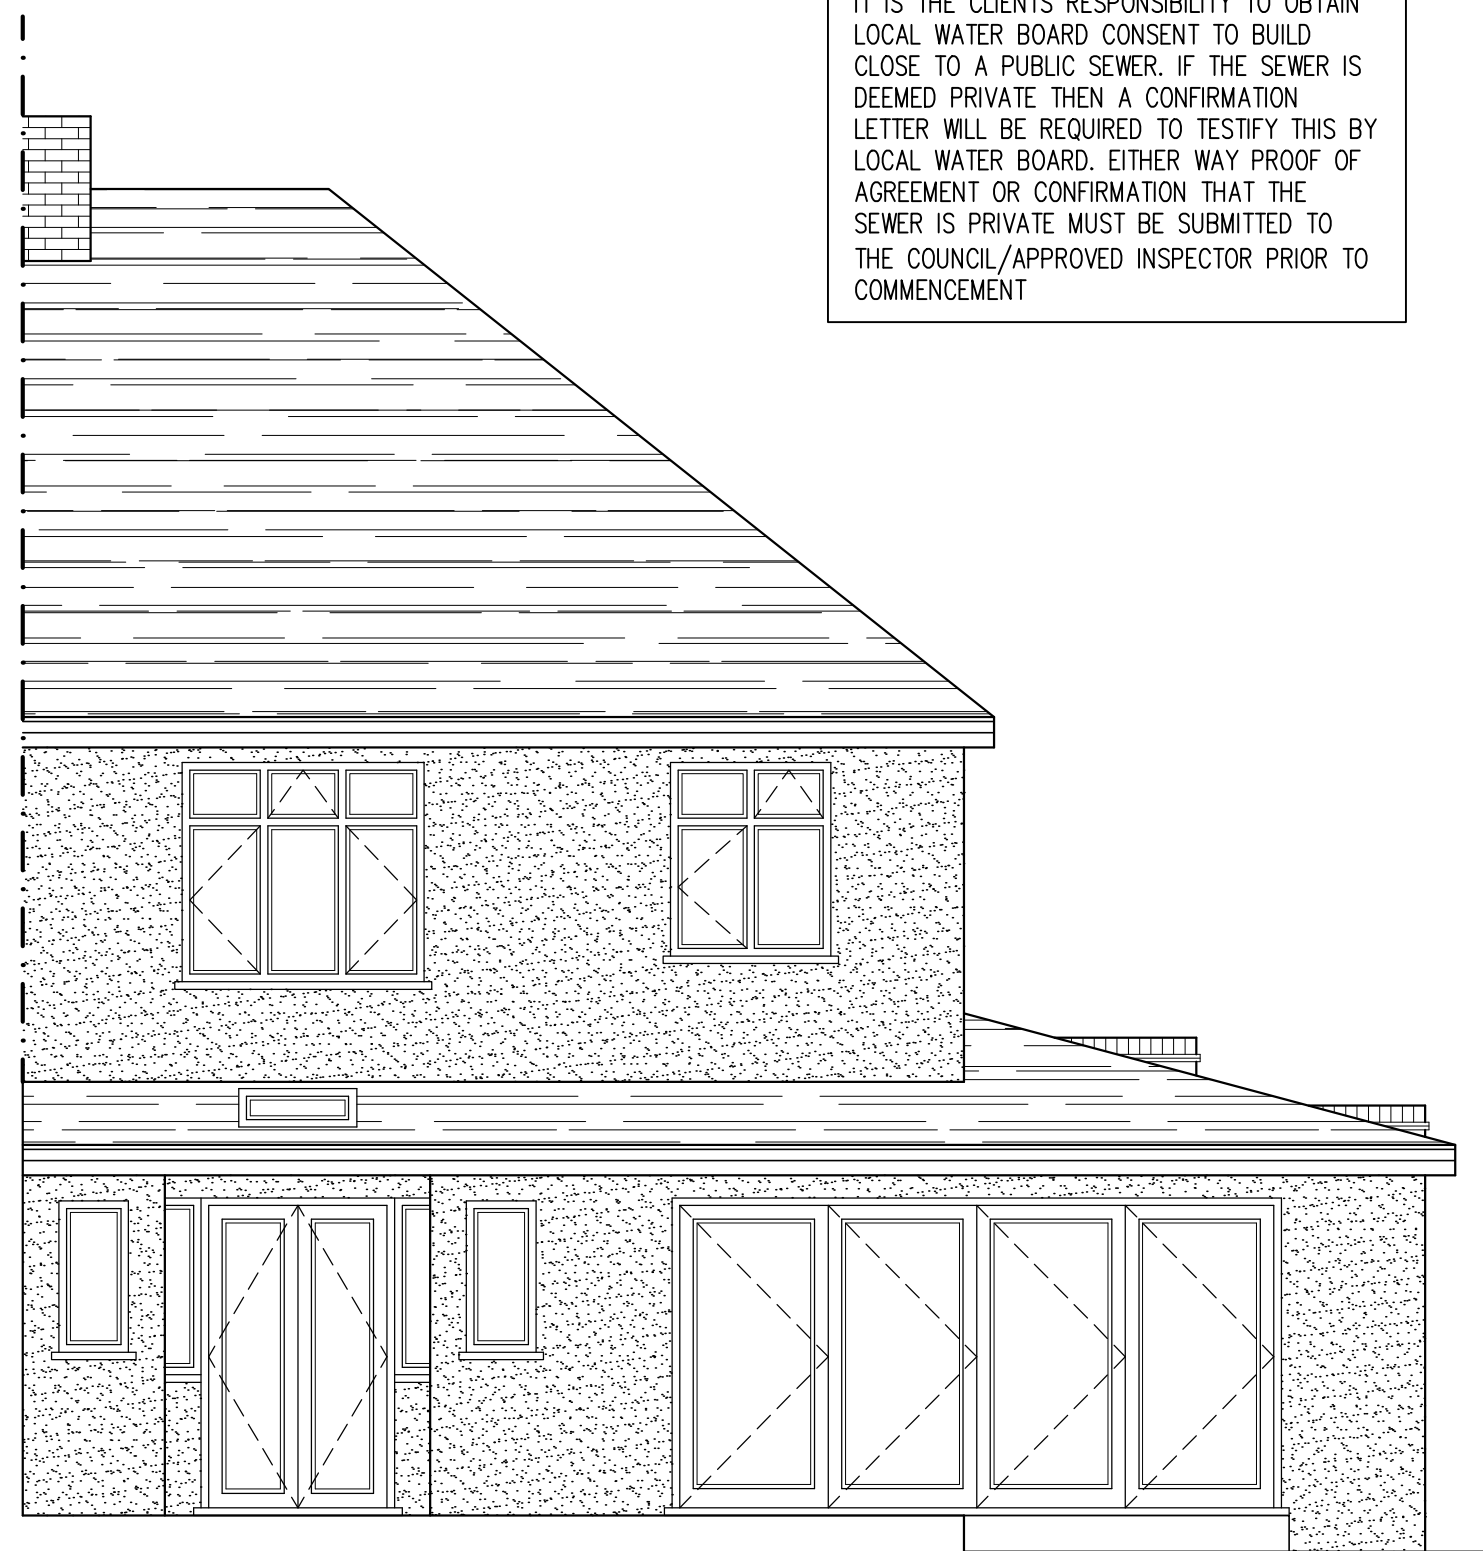 IT IS THE CLIENTS RESPONSIBILITY TO OBTAIN
LOCAL WATER BOARD CONSENT TO BUILD
CLOSE TO A PUBLIC SEWER. IF THE SEWER IS
DEEMED PRIVATE THEN A CONFIRMATION
LETTER WILL BE REQUIRED TO TESTIFY THIS BY
LOCAL WATER BOARD. EITHER WAY PROOF OF
AGREEMENT OR CONFIRMATION THAT THE
SEWER IS PRIVATE MUST BE SUBMITTED TO
THE COUNCIL/APPROVED INSPECTOR PRIOR TO
COMMENCEMENT